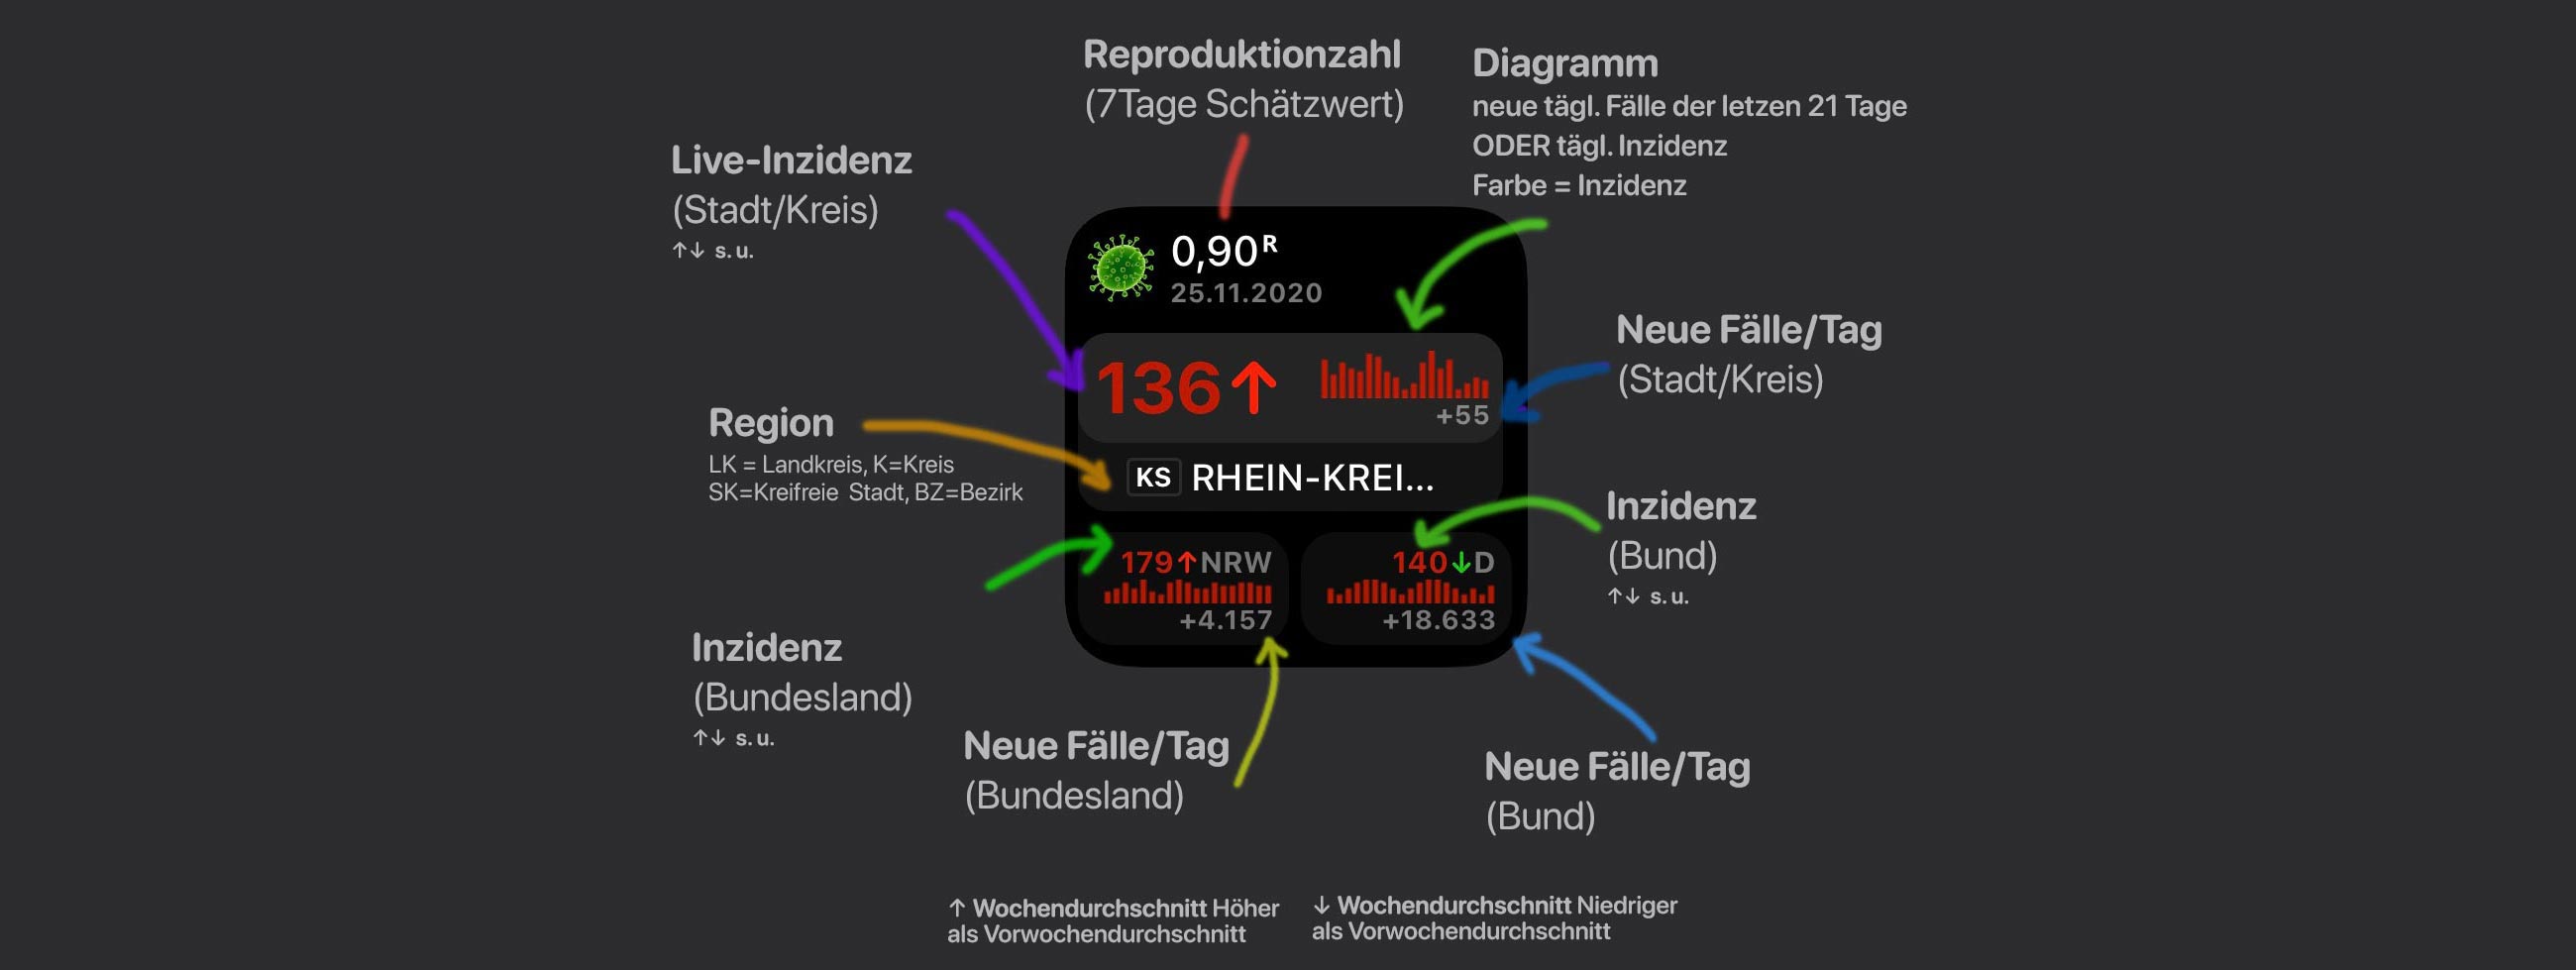 Reproduktionzahl
(7Tage Schätzwert)
Diagramm
neue tägl. Fälle der letzen 21 Tage
ODER tägl. Inzidenz
Farbe = Inzidenz
Live-Inzidenz
(Stadt/Kreis)
↑↓ s.u.
0,90R
25.11.2020
136↑
+55
Neue Fälle/Tag
(Stadt/Kreis)
Region
LK = Landkreis, K=Kreis
SK=Kreifreie Stadt, BZ=Bezirk
KS RHEIN-KREI...
Inzidenz
(Bund)
↑↓ s.u.
179↑NRW
+4.157
140↓D
+18.633
Inzidenz
(Bundesland)
↑↓ s.u.
Neue Fälle/Tag
(Bundesland)
Neue Fälle/Tag
(Bund)
↑ Wochendurchschnitt Höher
als Vorwochendurchschnitt
↓ Wochendurchschnitt Niedriger
als Vorwochendurchschnitt